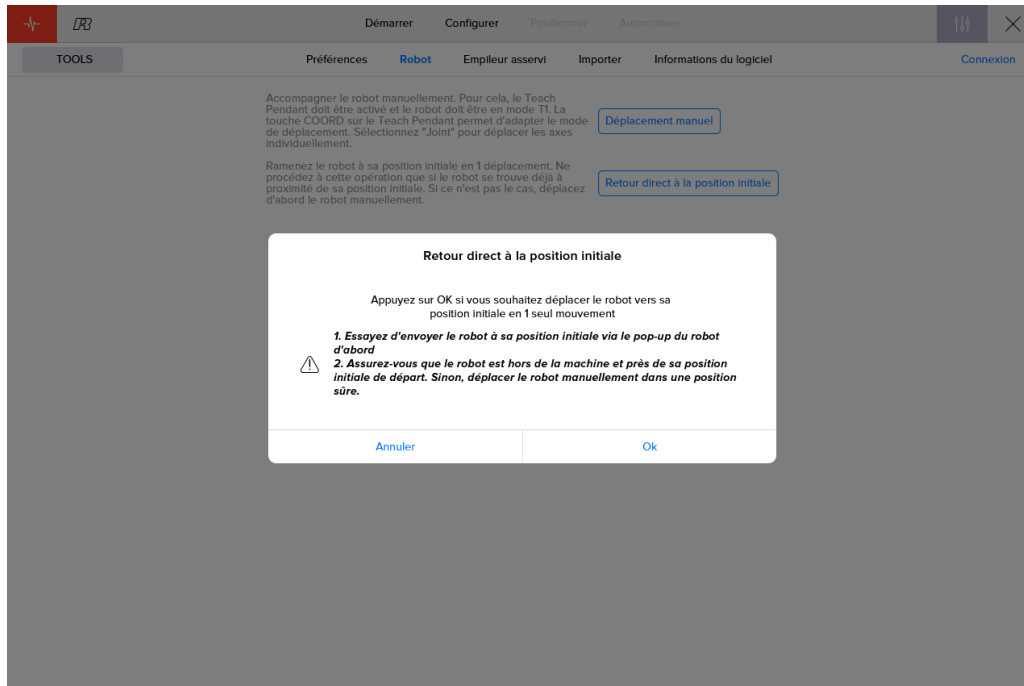 Démarrer Configurer Positionner Automatiser
TOOLS Préférences Robot Empileur asservi Importer Informations du logiciel Connexion
Accompagner le robot manuellement. Pour cela, le Teach
Pendant doit être activé et le robot doit être en mode T1. La
touche COORD sur le Teach Pendant permet d'adapter le mode
de déplacement. Sélectionnez "Joint" pour déplacer les axes
individuellement.
Déplacement manuel
Ramenez le robot à sa position initiale en 1 déplacement. Ne
procédez à cette opération que si le robot se trouve déjà à
proximité de sa position initiale. Si ce n'est pas le cas, déplacez
d'abord le robot manuellement.
Retour direct à la position initiale
Retour direct à la position initiale
Appuyez sur OK si vous souhaitez déplacer le robot vers sa
position initiale en 1 seul mouvement
1. Essayez d'envoyer le robot à sa position initiale via le pop-up du robot
d'abord
2. Assurez-vous que le robot est hors de la machine et près de sa position
initiale de départ. Sinon, déplacer le robot manuellement dans une position
sûre.
Annuler Ok